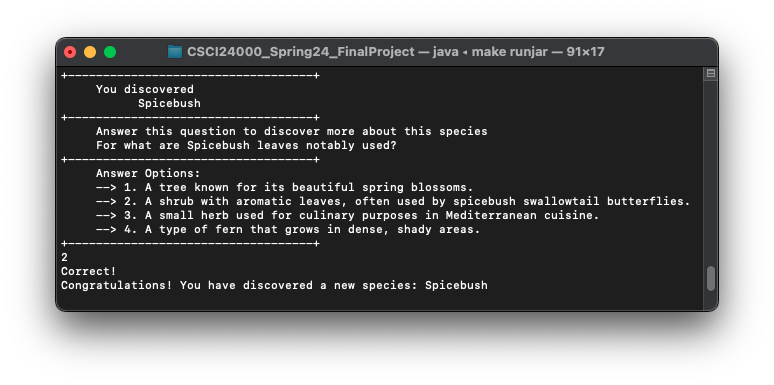 CSCI24000_Spring24_FinalProject — java ◂ make runjar — 91×17
+-----------------------------------+
You discovered
Spicebush
+-----------------------------------+
Answer this question to discover more about this species
For what are Spicebush leaves notably used?
+-----------------------------------+
Answer Options:
--> 1. A tree known for its beautiful spring blossoms.
--> 2. A shrub with aromatic leaves, often used by spicebush swallowtail butterflies.
--> 3. A small herb used for culinary purposes in Mediterranean cuisine.
--> 4. A type of fern that grows in dense, shady areas.
+-----------------------------------+
2
Correct!
Congratulations! You have discovered a new species: Spicebush